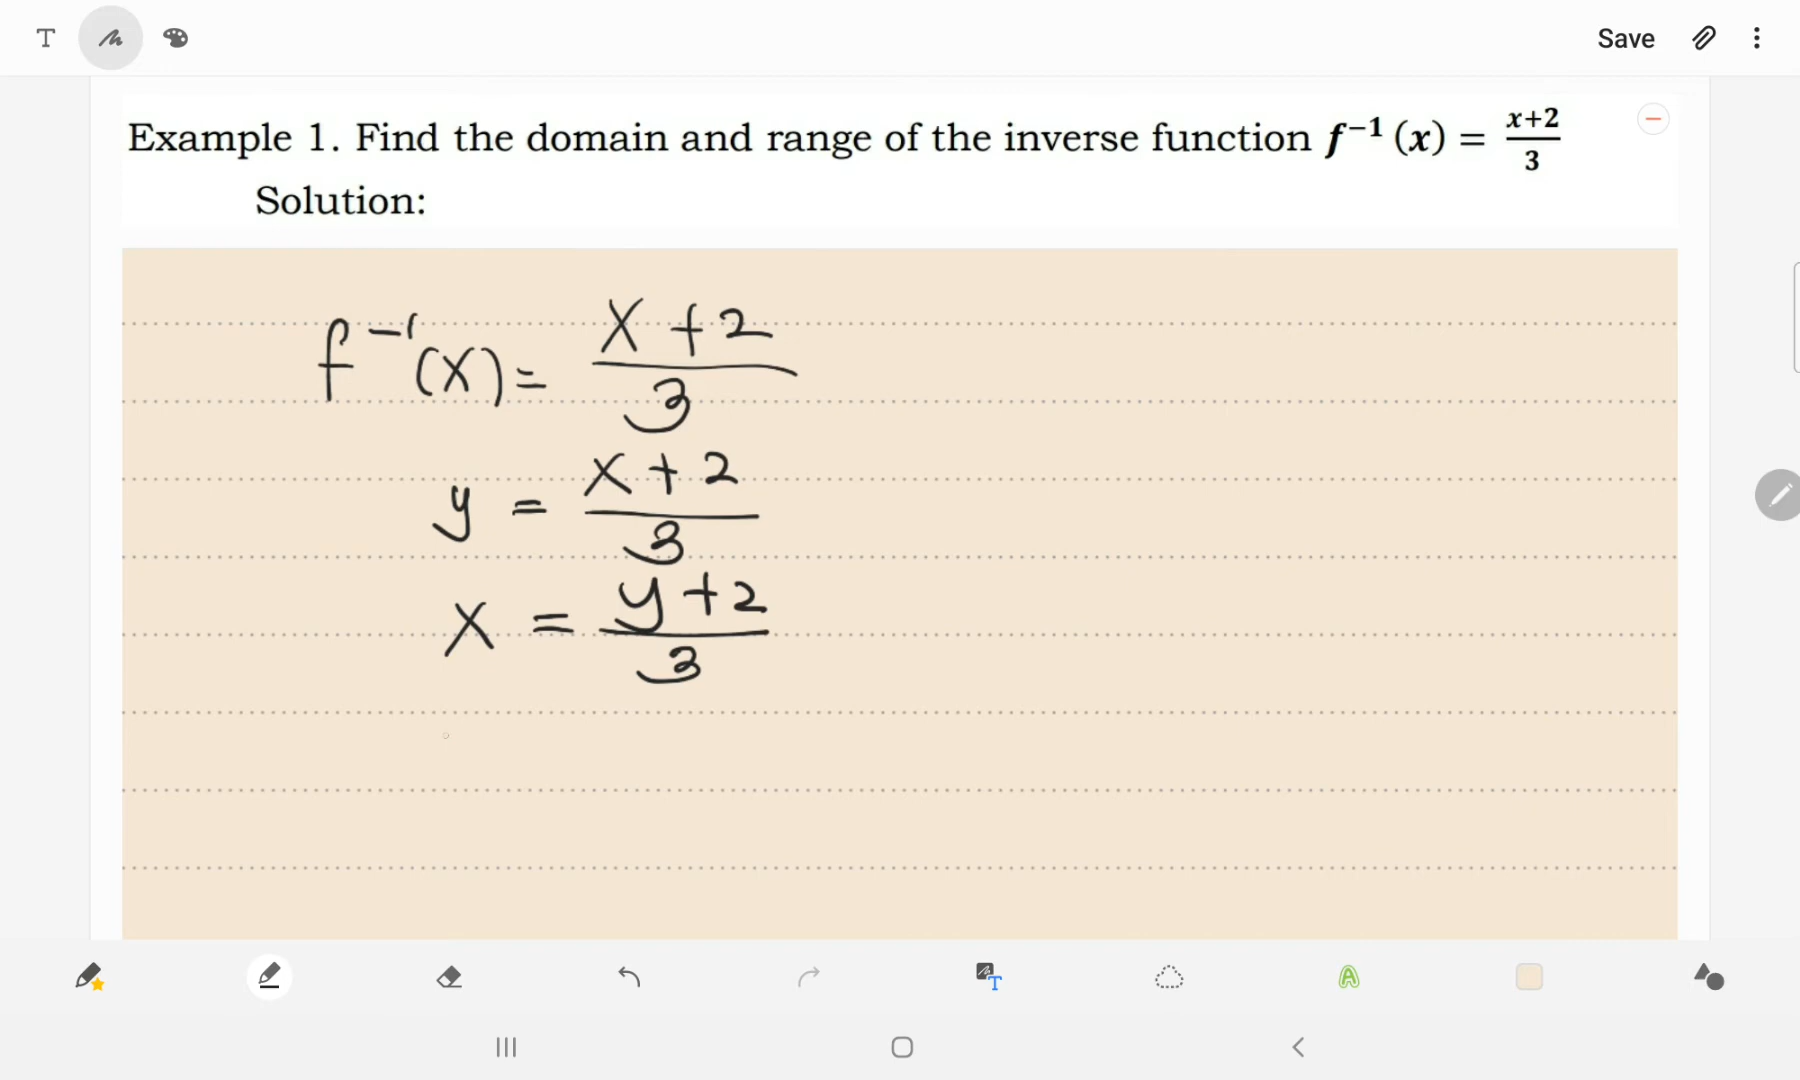 T
Save
Example 1. Find the domain and range of the inverse function f⁻¹(x) = (x+2)/3
Solution:
f⁻¹(x) = (x+2)/3
y = (x+2)/3
x = (y+2)/3
T
A